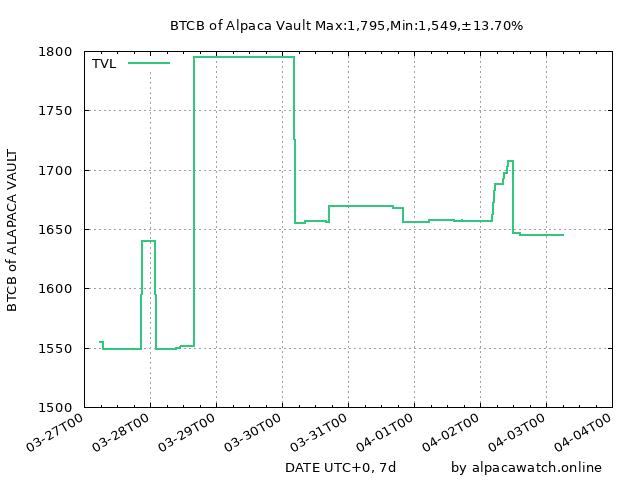 BTCB of Alpaca Vault Max:1,795,Min:1,549,±13.70%
TVL
1800
1750
1700
1650
1600
1550
1500
BTCB of ALAPACA VAULT
03-27T00
03-28T00
03-29T00
03-30T00
03-31T00
04-01T00
04-02T00
04-03T00
04-04T00
DATE UTC+0, 7d
by alpacawatch.online